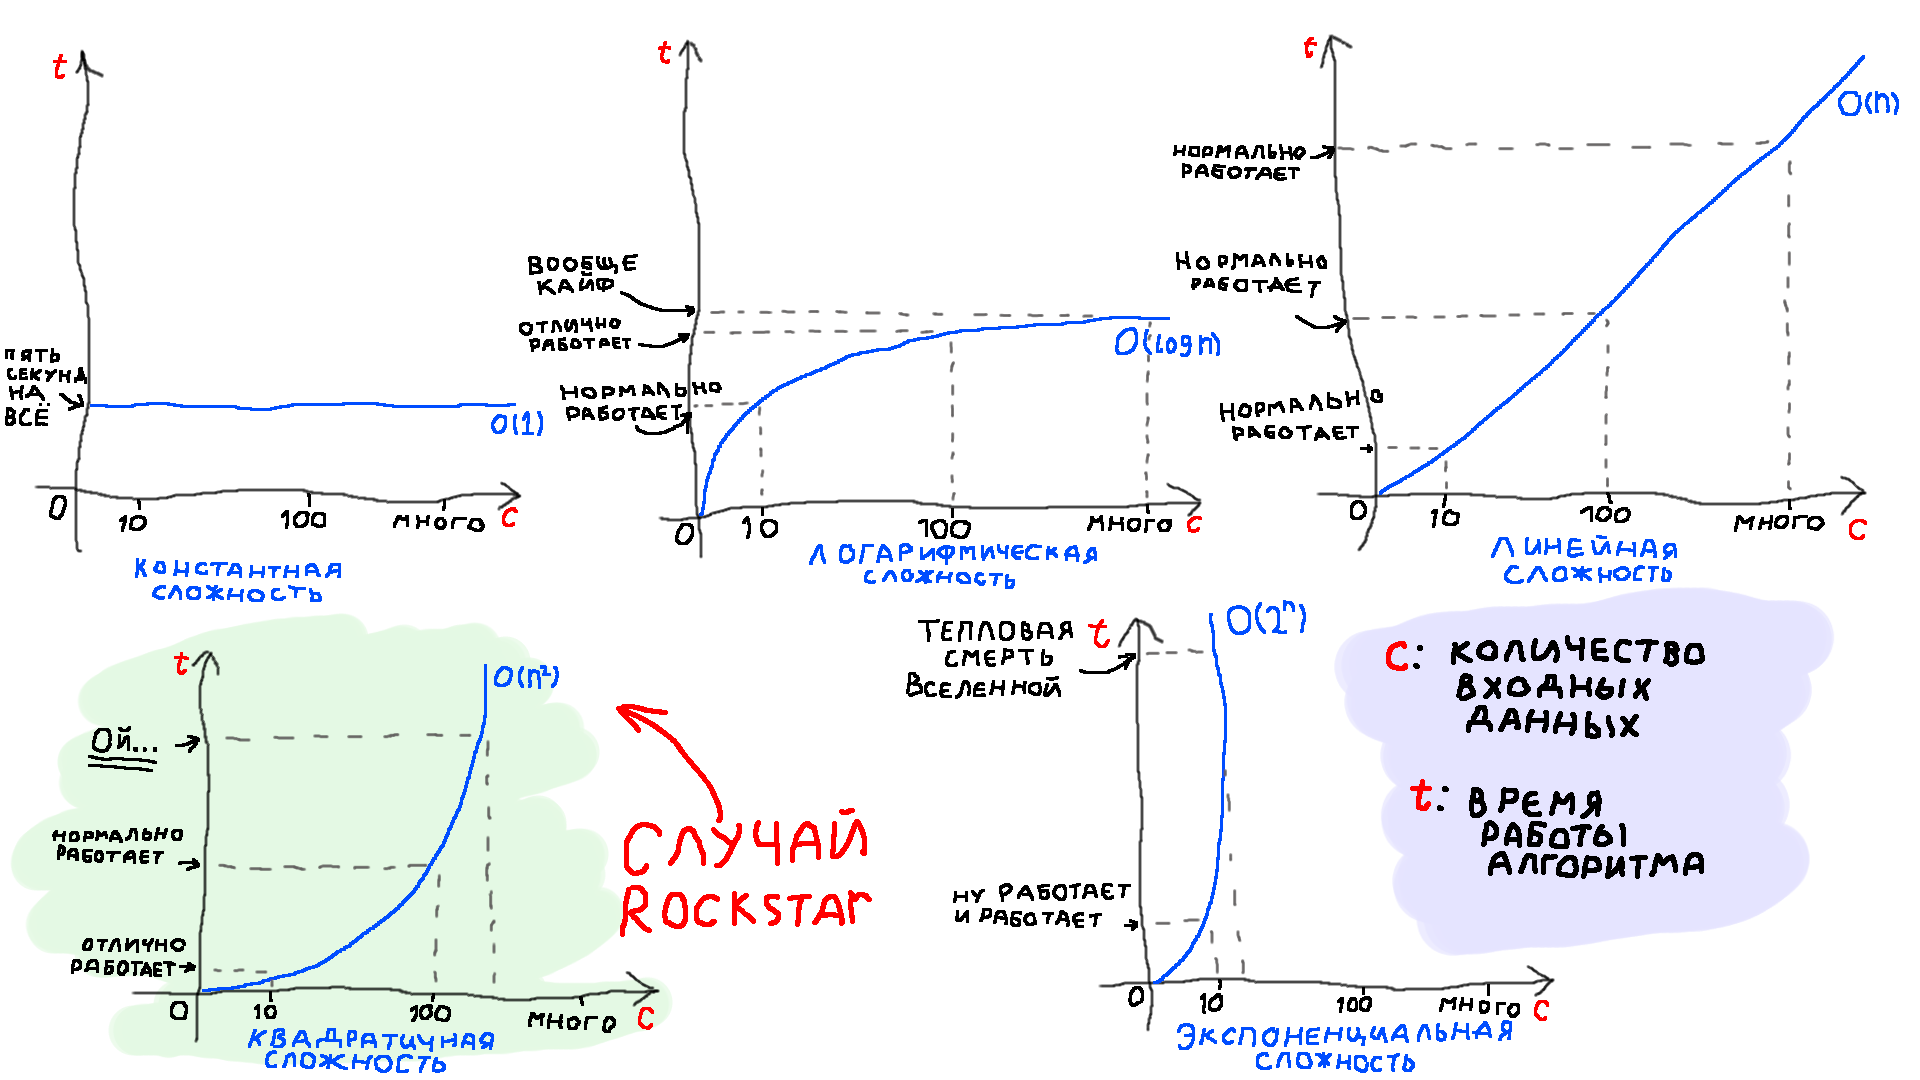 t
ПЯТЬ
СЕКУНД
НА
ВСЁ
O(1)
0
10
100
много
c
КОНСТАНТНАЯ
СЛОЖНОСТЬ
t
ВООБЩЕ
КАЙФ
ОТЛИЧНО
РАБОТАЕТ
НОРМАЛЬНО
РАБОТАЕТ
O(log n)
0
10
100
много
c
ЛОГАРИФМИЧЕСКАЯ
СЛОЖНОСТЬ
t
НОРМАЛЬНО
РАБОТАЕТ
НОРМАЛЬНО
РАБОТАЕТ
НОРМАЛЬНО
РАБОТАЕТ
O(n)
0
10
100
много
c
ЛИНЕЙНАЯ
СЛОЖНОСТЬ
t
ОЙ...
НОРМАЛЬНО
РАБОТАЕТ
ОТЛИЧНО
РАБОТАЕТ
O(n²)
0
10
100
много
c
КВАДРАТИЧНАЯ
СЛОЖНОСТЬ
СЛУЧАЙ
ROCKSTAR
t
ТЕПЛОВАЯ
СМЕРТЬ
ВСЕЛЕННОЙ
НУ РАБОТАЕТ
И РАБОТАЕТ
O(2ⁿ)
0
10
100
много
c
ЭКСПОНЕНЦИАЛЬНАЯ
СЛОЖНОСТЬ
c: КОЛИЧЕСТВО
ВХОДНЫХ
ДАННЫХ
t: ВРЕМЯ
РАБОТЫ
АЛГОРИТМА